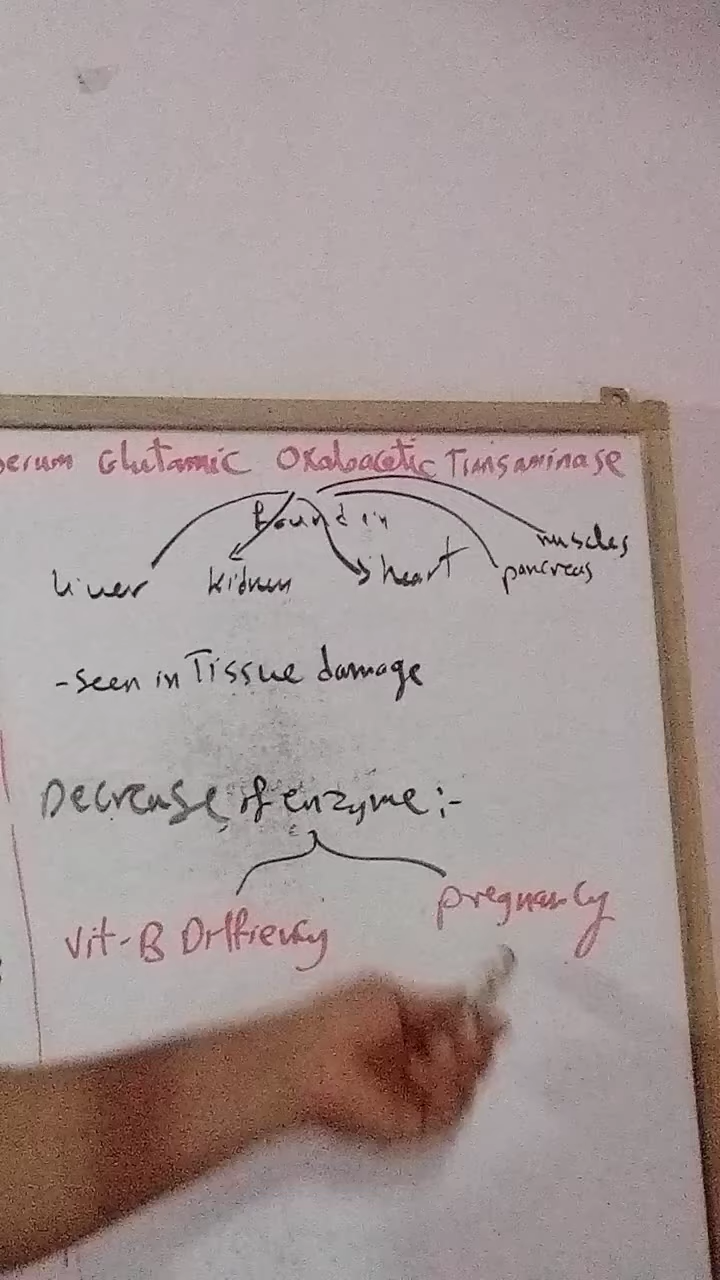 erum Glutamic Oxaloacetic Transaminase
found in
liver kidney heart pancreas muscles
- seen in Tissue damage
Decrease of enzyme :-
Vit-B pregnancy